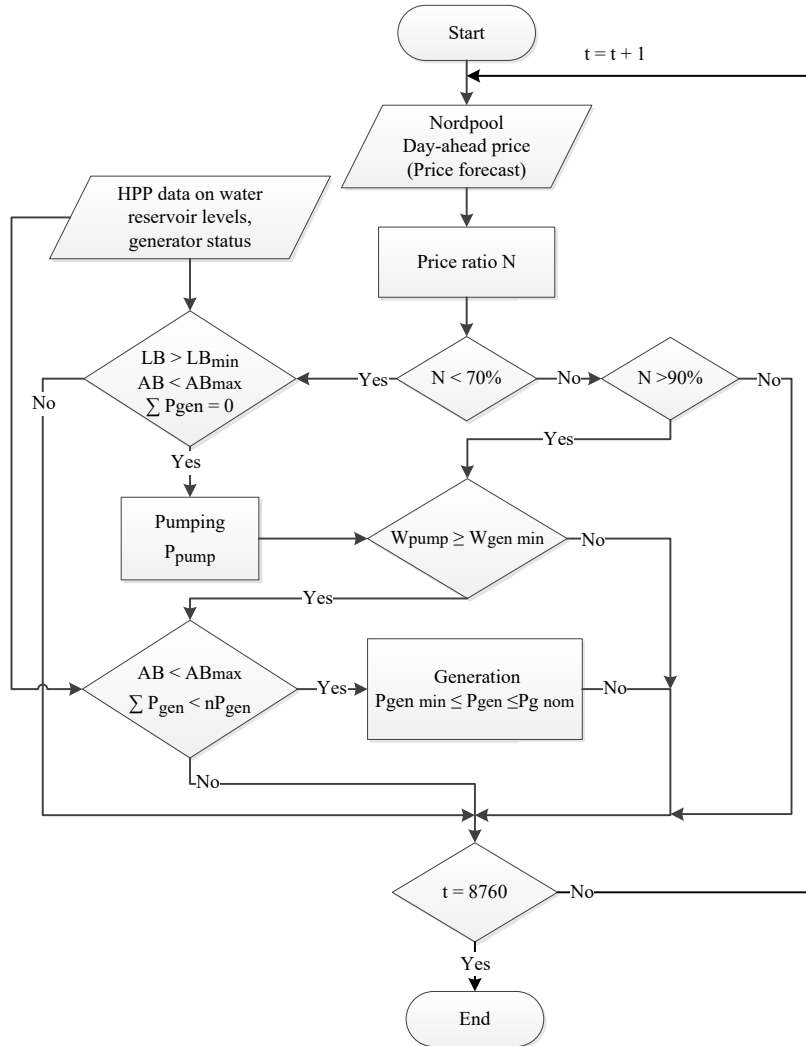 Start
t = t + 1
Nordpool
Day-ahead price
(Price forecast)
HPP data on water
reservoir levels,
generator status
Price ratio N
LB > LBmin
AB < ABmax
∑ Pgen = 0
Yes
N < 70%
No
N >90%
No
No
Yes
Yes
Pumping
Ppump
Wpump ≥ Wgen min
No
Yes
AB < ABmax
∑ Pgen < nPgen
Yes
Generation
Pgen min ≤ Pgen ≤Pg nom
No
No
t = 8760
No
Yes
End